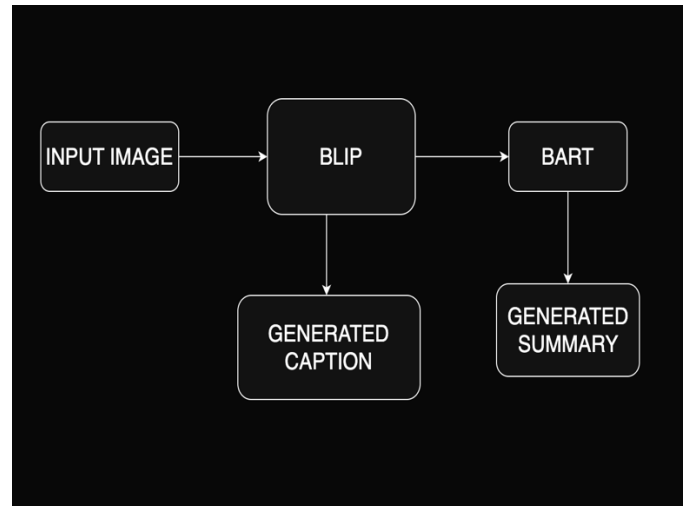 INPUT IMAGE
BLIP
BART
GENERATED
CAPTION
GENERATED
SUMMARY